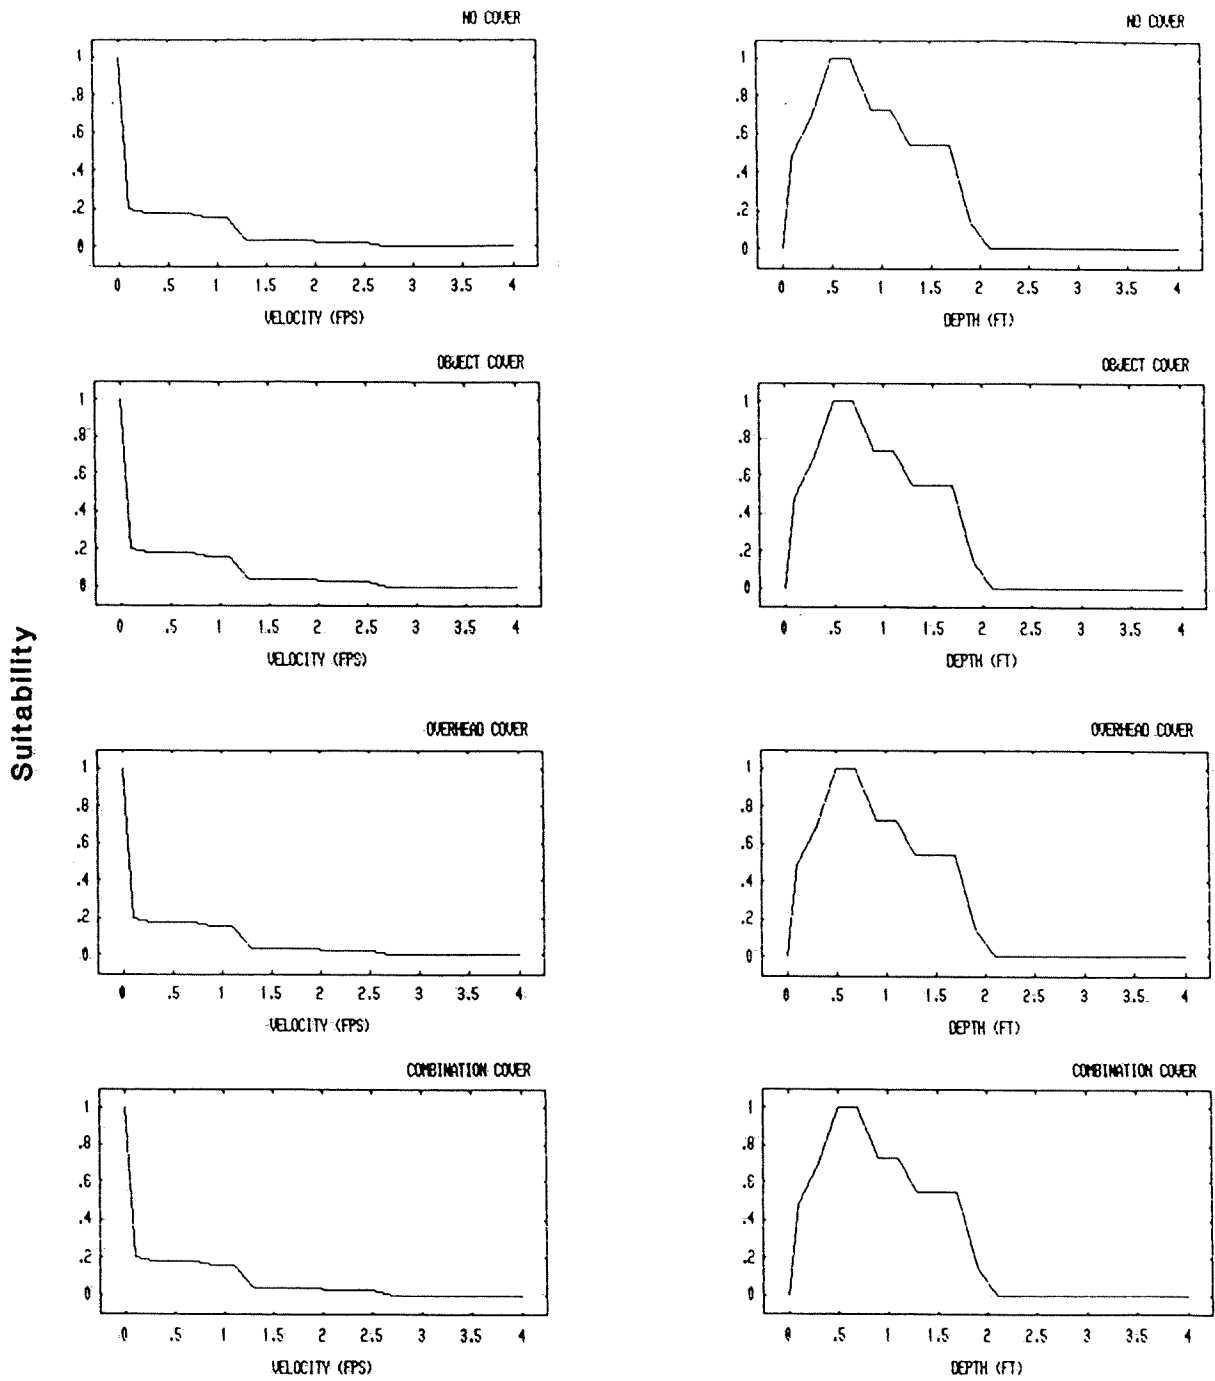 Suitability
NO COVER
1
.8
.6
.4
.2
0
0 .5 1 1.5 2 2.5 3 3.5 4
VELOCITY (FPS)
NO COVER
1
.8
.6
.4
.2
0
0 .5 1 1.5 2 2.5 3 3.5 4
DEPTH (FT)
OBJECT COVER
1
.8
.6
.4
.2
0
0 .5 1 1.5 2 2.5 3 3.5 4
VELOCITY (FPS)
OBJECT COVER
1
.8
.6
.4
.2
0
0 .5 1 1.5 2 2.5 3 3.5 4
DEPTH (FT)
OVERHEAD COVER
1
.8
.6
.4
.2
0
0 .5 1 1.5 2 2.5 3 3.5 4
VELOCITY (FPS)
OVERHEAD COVER
1
.8
.6
.4
.2
0
0 .5 1 1.5 2 2.5 3 3.5 4
DEPTH (FT)
COMBINATION COVER
1
.8
.6
.4
.2
0
0 .5 1 1.5 2 2.5 3 3.5 4
VELOCITY (FPS)
COMBINATION COVER
1
.8
.6
.4
.2
0
0 .5 1 1.5 2 2.5 3 3.5 4
DEPTH (FT)